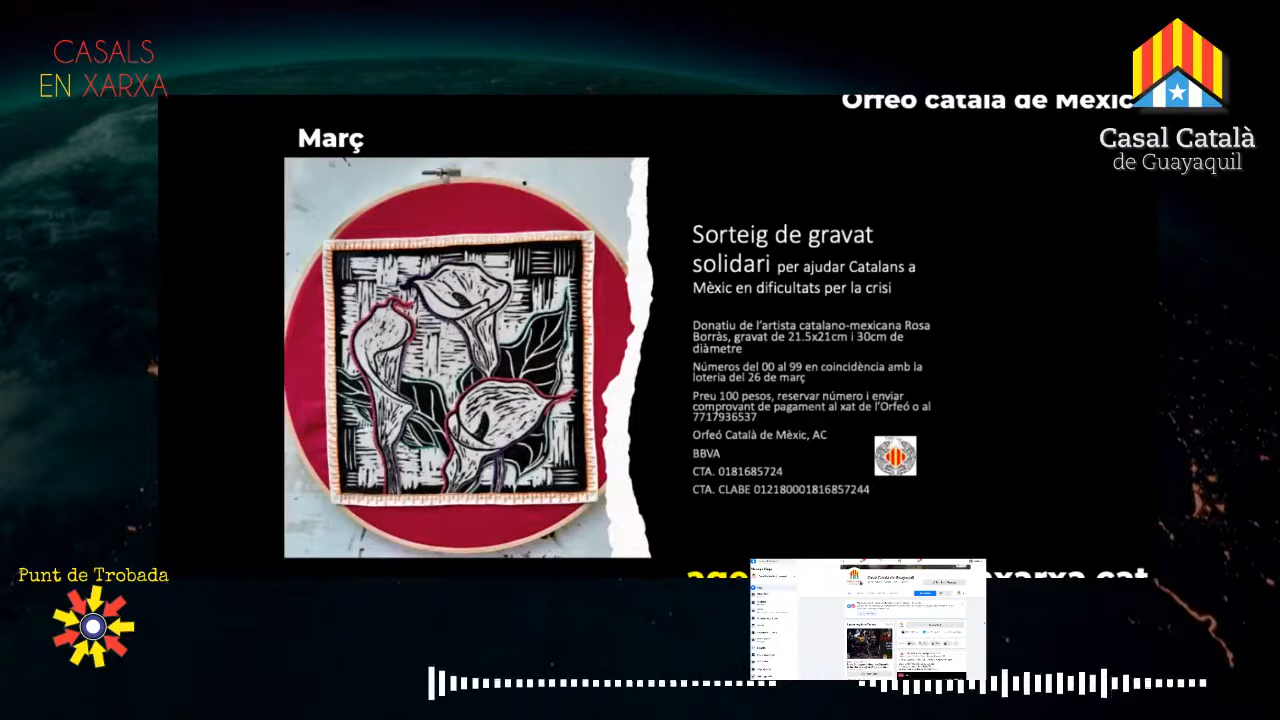 CASALS
EN XARXA
Orfeó català de Mèxic
Casal Català
de Guayaquil
Març
Sorteig de gravat
solidari per ajudar Catalans a
Mèxic en dificultats per la crisi
Donatiu de l'artista catalano-mexicana Rosa
Borràs, gravat de 21.5x21cm i 30cm de
diàmetre
Números del 00 al 99 en coincidència amb la
loteria del 26 de març
Preu 100 pesos, reservar número i enviar
comprovant de pagament al xat de l'Orfeó o al
7717936537
Orfeó Català de Mèxic, AC
BBVA
CTA. 0181685724
CTA. CLABE 012180001816857244
Punt de Trobada